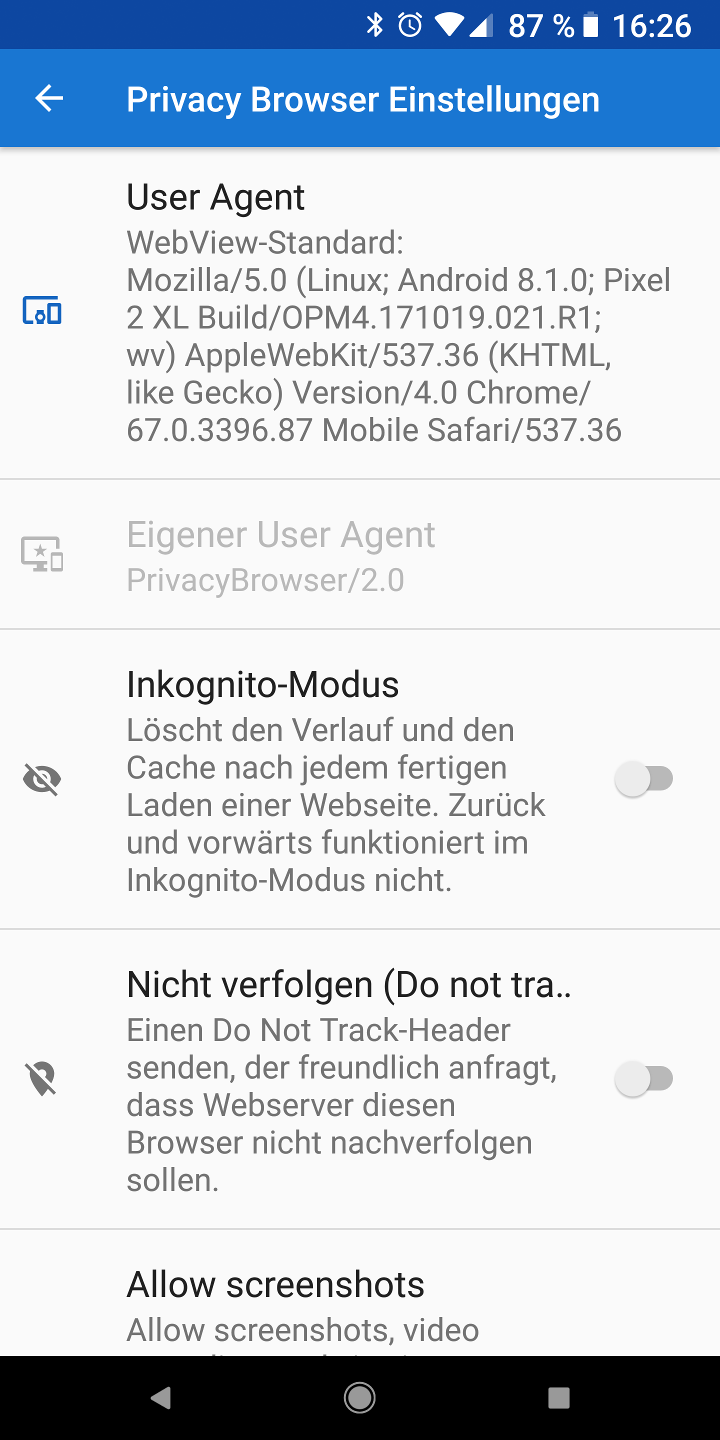 87 % 16:26
Privacy Browser Einstellungen
User Agent
WebView-Standard:
Mozilla/5.0 (Linux; Android 8.1.0; Pixel
2 XL Build/OPM4.171019.021.R1;
wv) AppleWebKit/537.36 (KHTML,
like Gecko) Version/4.0 Chrome/
67.0.3396.87 Mobile Safari/537.36
Eigener User Agent
PrivacyBrowser/2.0
Inkognito-Modus
Löscht den Verlauf und den
Cache nach jedem fertigen
Laden einer Webseite. Zurück
und vorwärts funktioniert im
Inkognito-Modus nicht.
Nicht verfolgen (Do not tra..
Einen Do Not Track-Header
senden, der freundlich anfragt,
dass Webserver diesen
Browser nicht nachverfolgen
sollen.
Allow screenshots
Allow screenshots, video